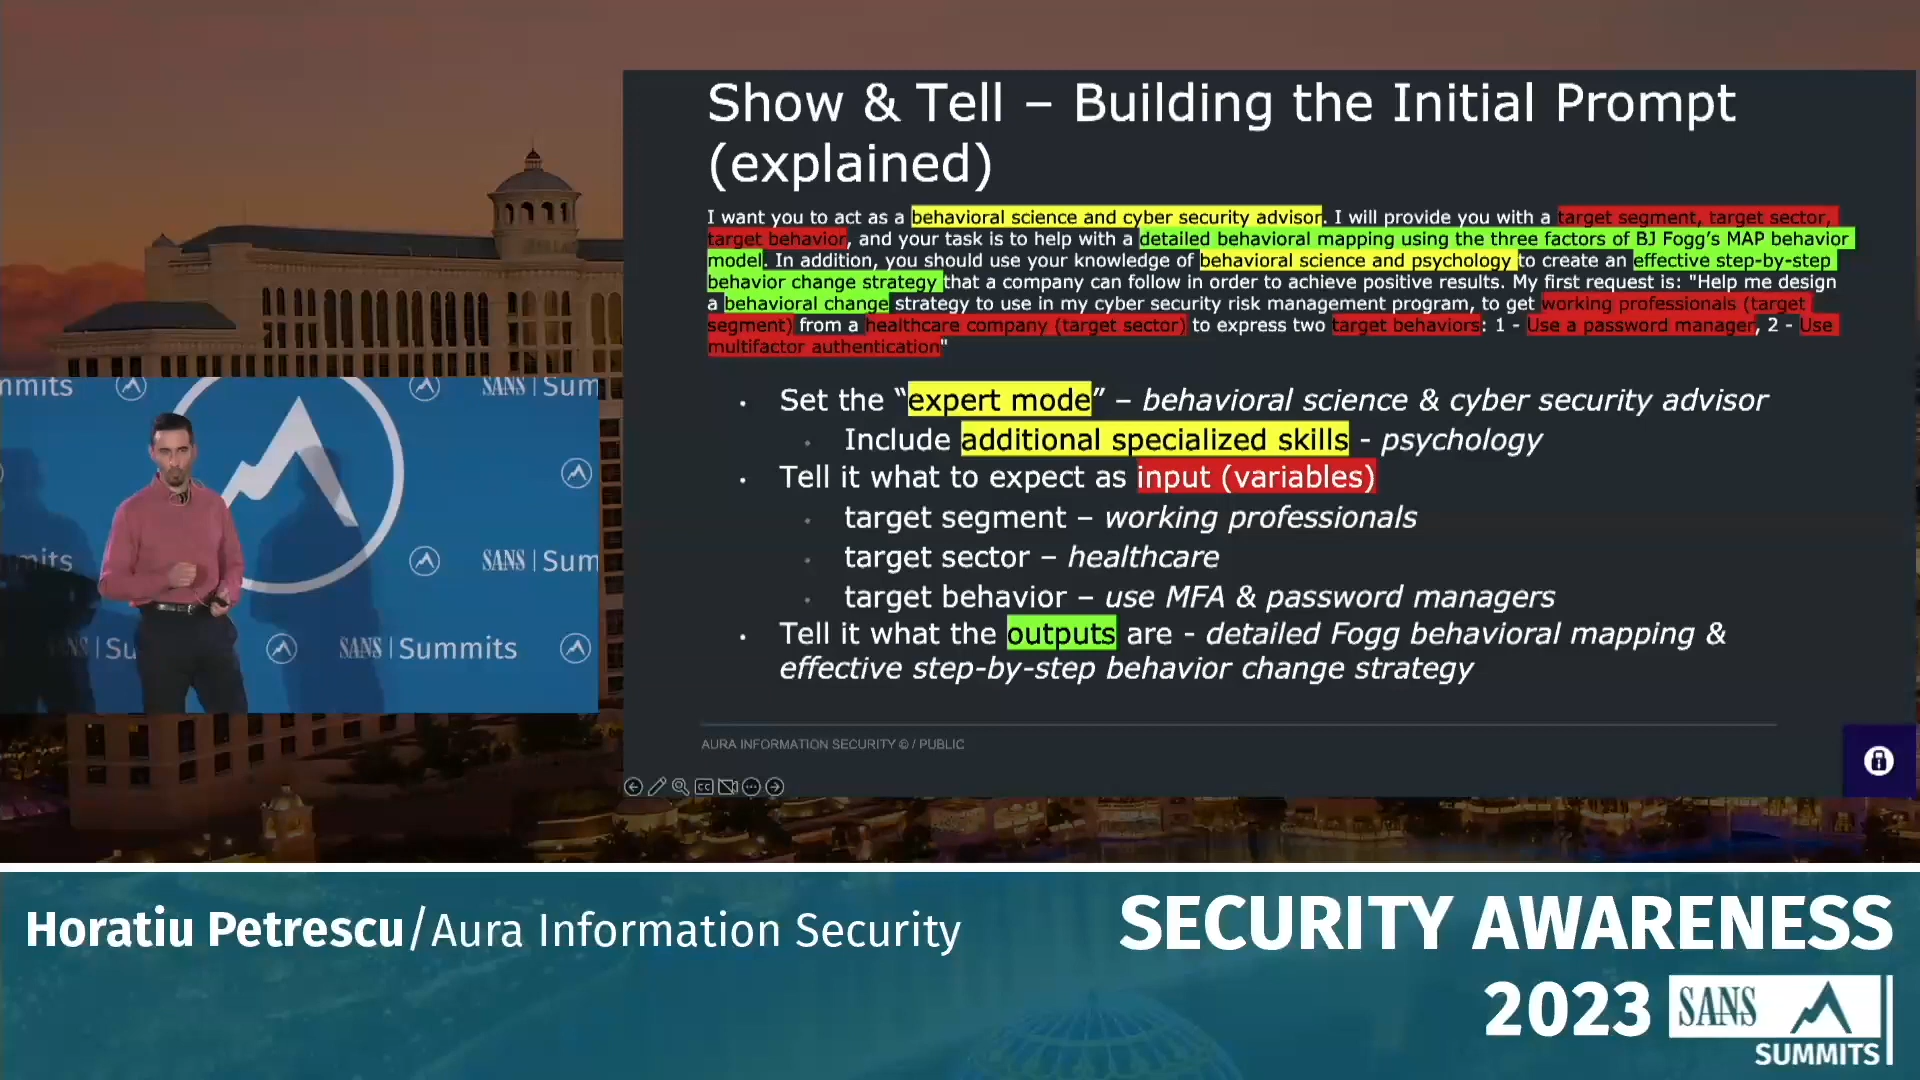 Show & Tell – Building the Initial Prompt
(explained)
I want you to act as a behavioral science and cyber security advisor. I will provide you with a target segment, target sector,
target behavior, and your task is to help with a detailed behavioral mapping using the three factors of BJ Fogg’s MAP behavior
model. In addition, you should use your knowledge of behavioral science and psychology to create an effective step-by-step
behavior change strategy that a company can follow in order to achieve positive results. My first request is: "Help me design
a behavioral change strategy to use in my cyber security risk management program, to get working professionals (target
segment) from a healthcare company (target sector) to express two target behaviors: 1 - Use a password manager, 2 - Use
multifactor authentication"
• Set the “expert mode” – behavioral science & cyber security advisor
• Include additional specialized skills - psychology
• Tell it what to expect as input (variables)
• target segment – working professionals
• target sector – healthcare
• target behavior – use MFA & password managers
• Tell it what the outputs are - detailed Fogg behavioral mapping &
effective step-by-step behavior change strategy
AURA INFORMATION SECURITY © / PUBLIC
CC
mmits
SANS | Sum
mits
SANS | Sum
NS | Su
SANS | Summits
Horatiu Petrescu/Aura Information Security
SECURITY AWARENESS
2023 SANS
SUMMITS